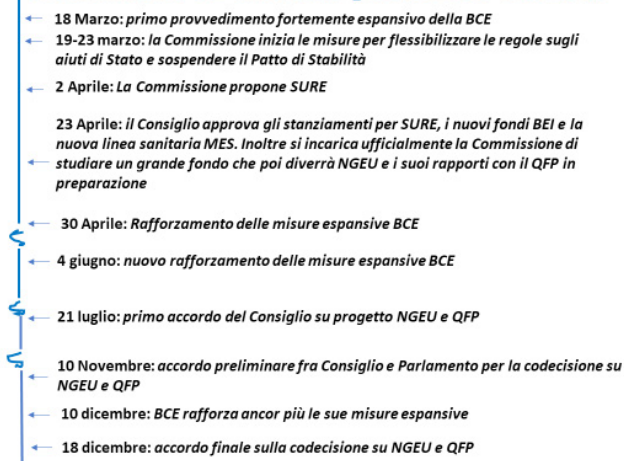 18 Marzo: primo provvedimento fortemente espansivo della BCE
19-23 marzo: la Commissione inizia le misure per flessibilizzare le regole sugli
aiuti di Stato e sospendere il Patto di Stabilità
2 Aprile: La Commissione propone SURE
23 Aprile: il Consiglio approva gli stanziamenti per SURE, i nuovi fondi BEI e la
nuova linea sanitaria MES. Inoltre si incarica ufficialmente la Commissione di
studiare un grande fondo che poi diverrà NGEU e i suoi rapporti con il QFP in
preparazione
30 Aprile: Rafforzamento delle misure espansive BCE
4 giugno: nuovo rafforzamento delle misure espansive BCE
21 luglio: primo accordo del Consiglio su progetto NGEU e QFP
10 Novembre: accordo preliminare fra Consiglio e Parlamento per la codecisione su
NGEU e QFP
10 dicembre: BCE rafforza ancor più le sue misure espansive
18 dicembre: accordo finale sulla codecisione su NGEU e QFP